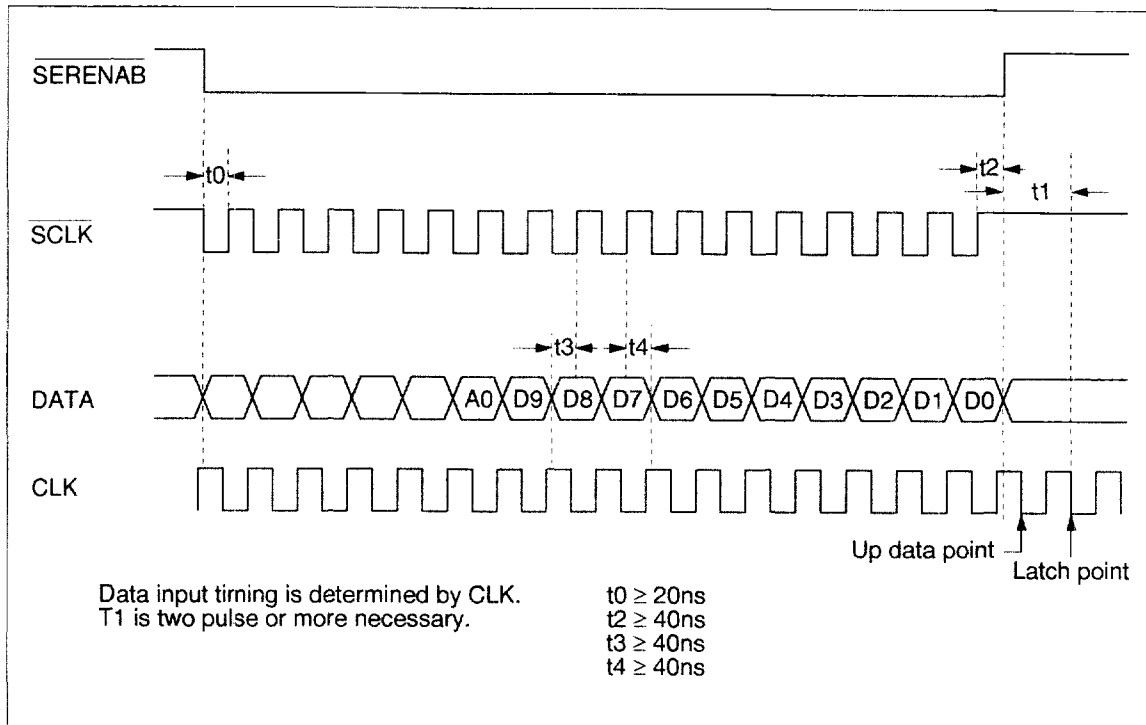 SERENAB
t0
t2
t1
SCLK
t3
t4
DATA
A0 D9 D8 D7 D6 D5 D4 D3 D2 D1 D0
CLK
Up data point
Latch point
Data input timing is determined by CLK.
T1 is two pulse or more necessary.
t0 ≥ 20ns
t2 ≥ 40ns
t3 ≥ 40ns
t4 ≥ 40ns